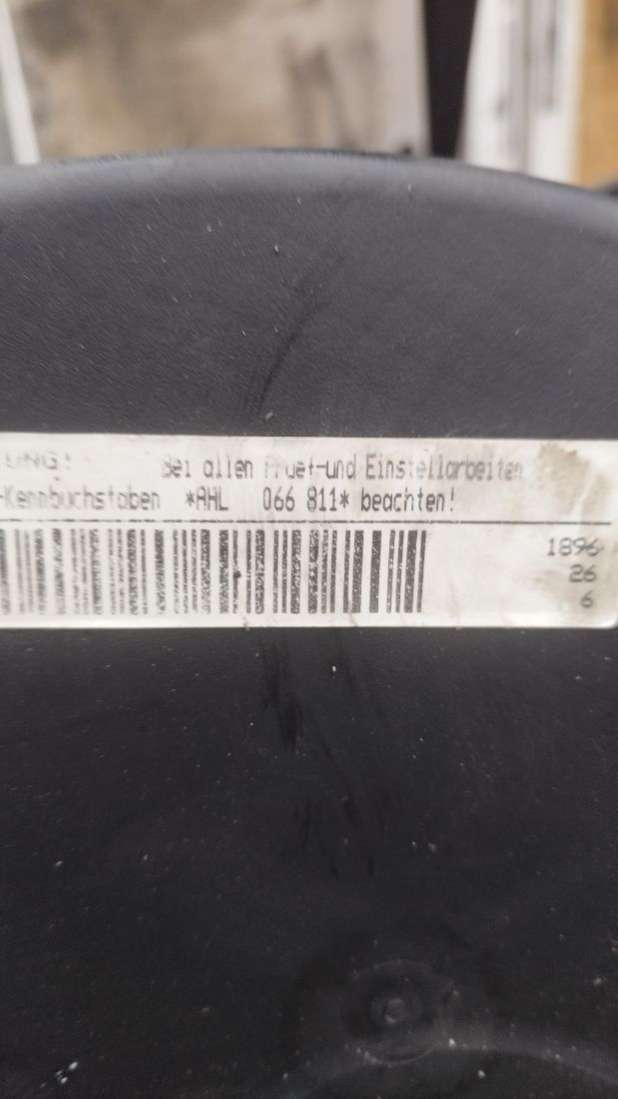 UNG!   Bei allen Pruef-und Einstellarbeiten
-Kennbuchstaben *AHL 066 811* beachten!
1896
26
6